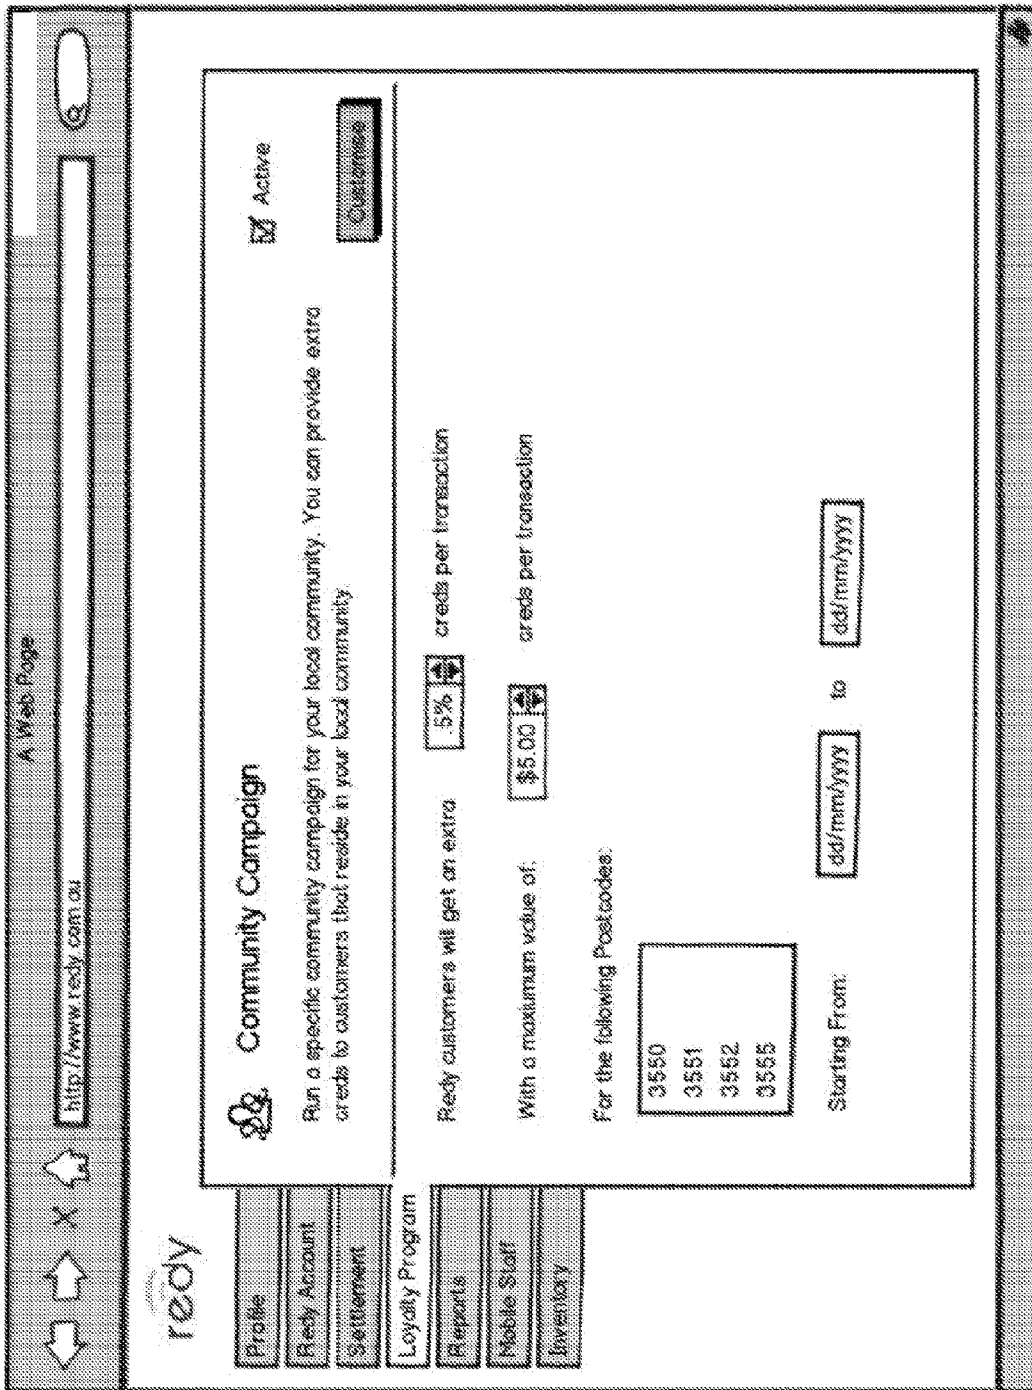 A Web Page
http://www.redy.com.au
redy
Profile
Redy Account
Settlement
Loyalty Program
Reports
Mobile Staff
Inventory
Community Campaign
Active
Run a specific community campaign for your local community. You can provide extra
creds to customers that reside in your local community.
Customise
Redy customers will get an extra .5% creds per transaction
With a maxiumum value of: $5.00 creds per transaction
For the following Postcodes:
3550
3551
3552
3555
Starting From: dd/mm/yyyy to dd/mm/yyyy